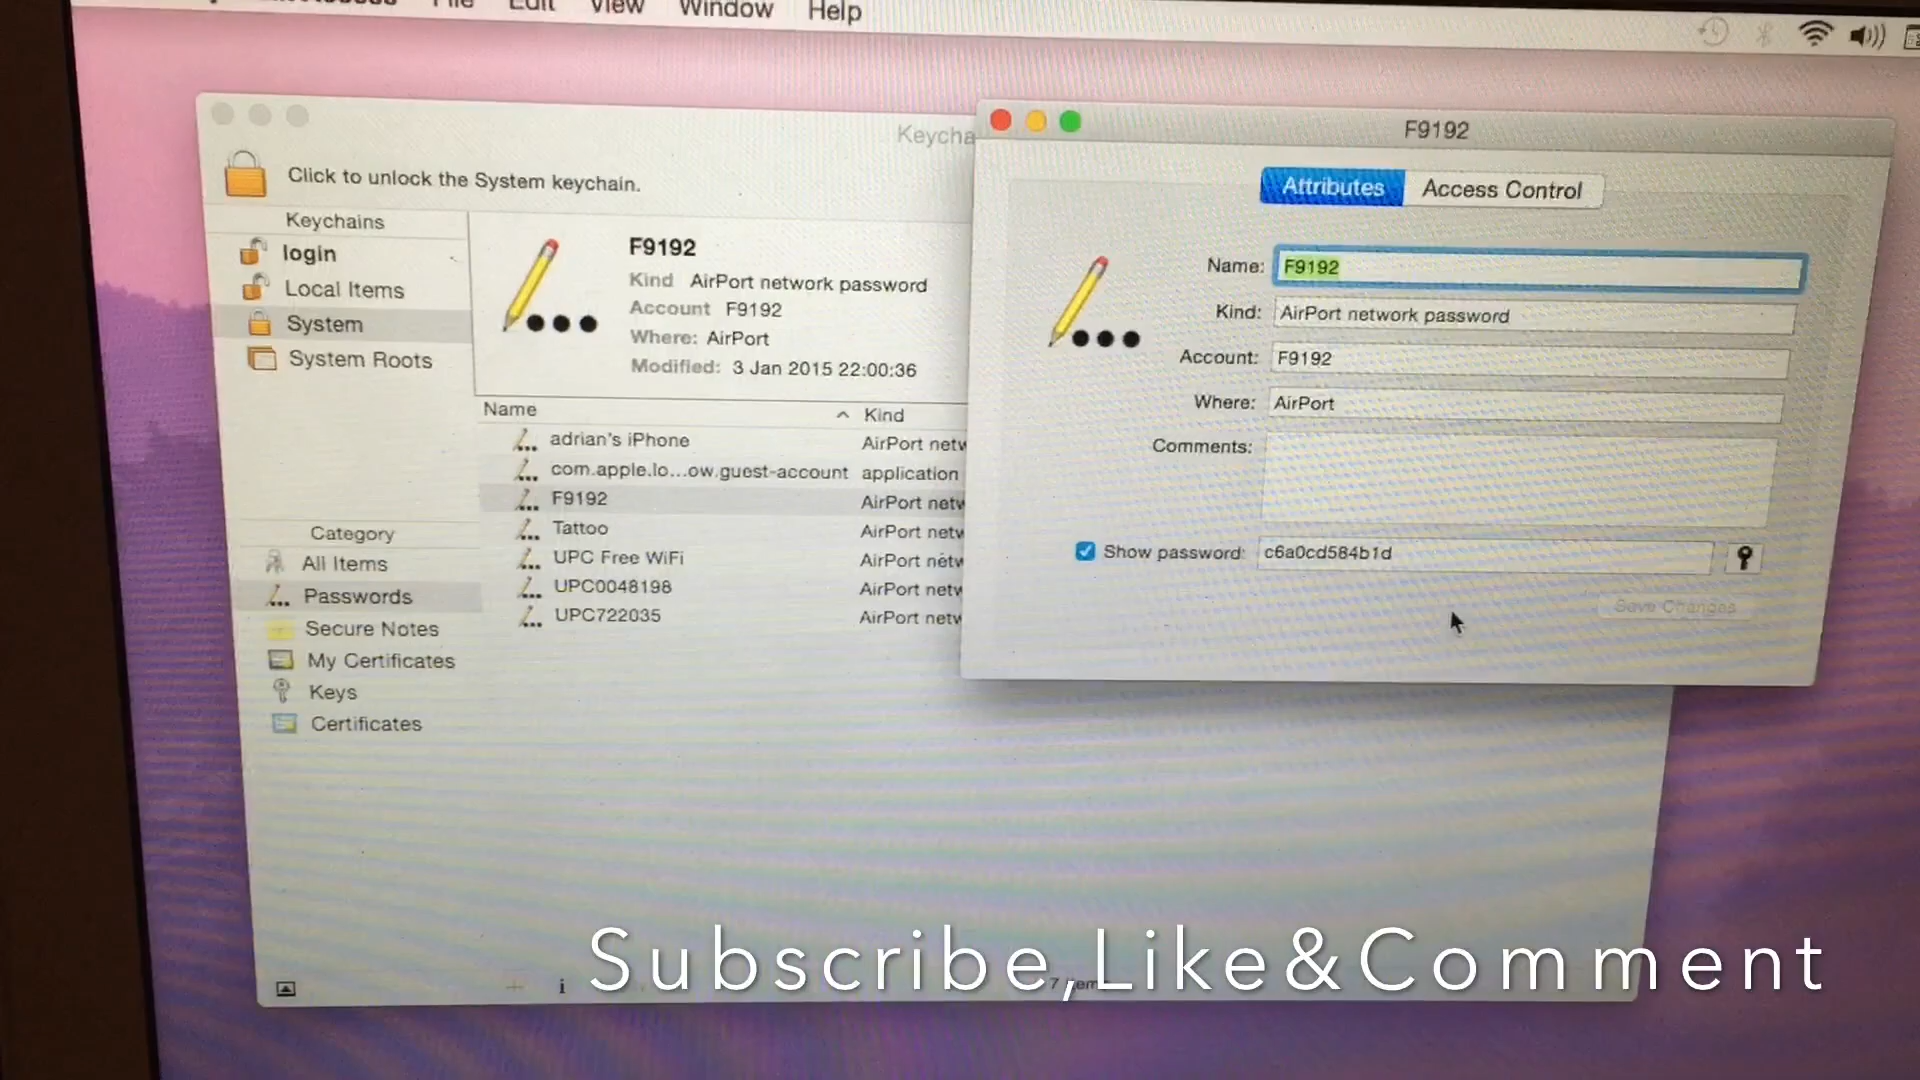 File Edit View Window Help
Keycha
Click to unlock the System keychain.
Keychains
login
Local Items
System
System Roots
Category
All Items
Passwords
Secure Notes
My Certificates
Keys
Certificates
F9192
Kind AirPort network password
Account F9192
Where: AirPort
Modified: 3 Jan 2015 22:00:36
Name Kind
adrian's iPhone AirPort netw
com.apple.lo...ow.guest-account application
F9192 AirPort netw
Tattoo AirPort netw
UPC Free WiFi AirPort netw
UPC0048198 AirPort netw
UPC722035 AirPort netw
F9192
Attributes Access Control
Name: F9192
Kind: AirPort network password
Account: F9192
Where: AirPort
Comments:
Show password: c6a0cd584b1d
Save Changes
Subscribe,Like&Comment